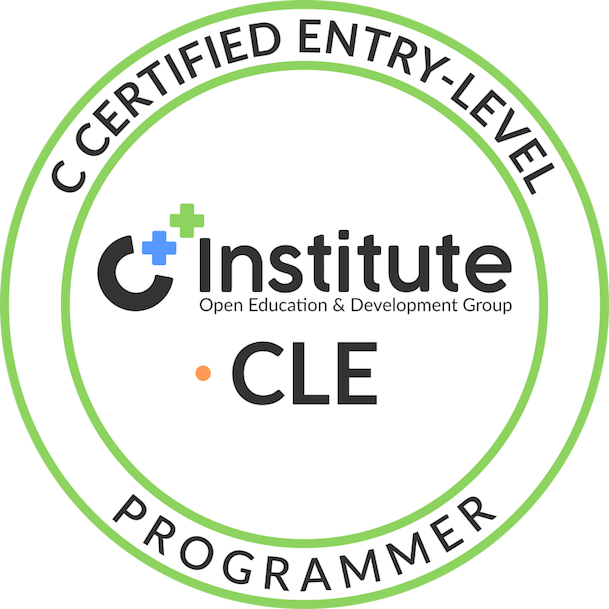 C CERTIFIED ENTRY-LEVEL
C++ Institute
Open Education & Development Group
CLE
PROGRAMMER